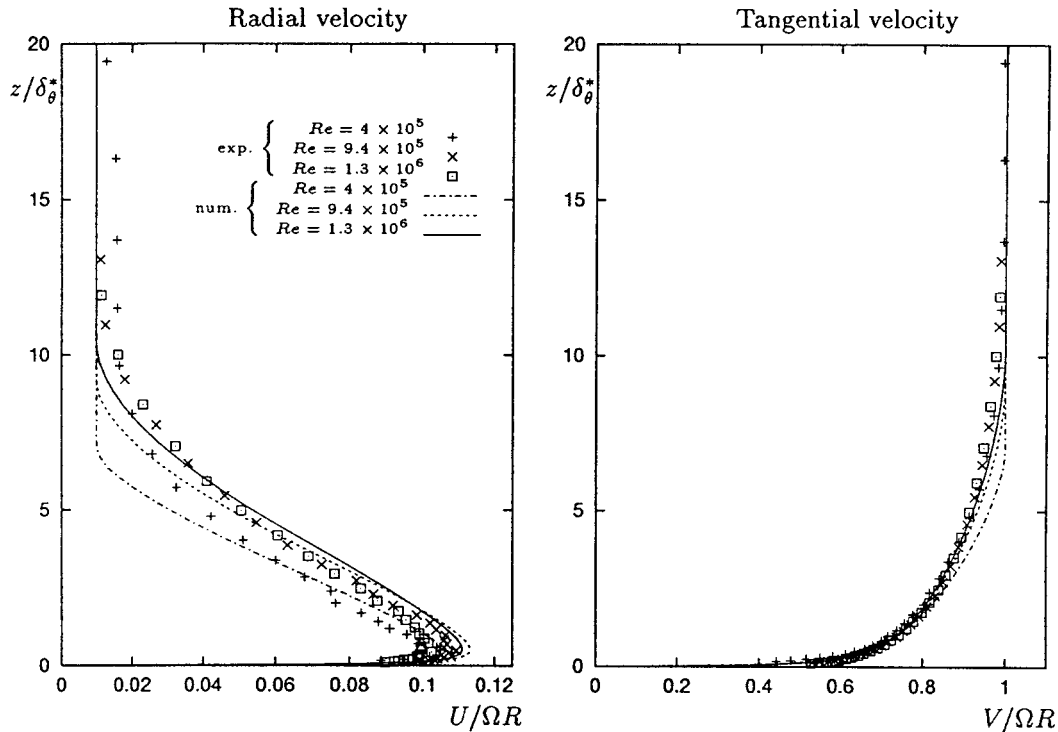 Radial velocity
Tangential velocity
20
z/δ*θ
15
10
5
0
exp.
Re = 4 × 10^5
Re = 9.4 × 10^5
Re = 1.3 × 10^6
num.
Re = 4 × 10^5
Re = 9.4 × 10^5
Re = 1.3 × 10^6
0 0.02 0.04 0.06 0.08 0.1 0.12
U/ΩR
20
z/δ*θ
15
10
5
0
0 0.2 0.4 0.6 0.8 1
V/ΩR